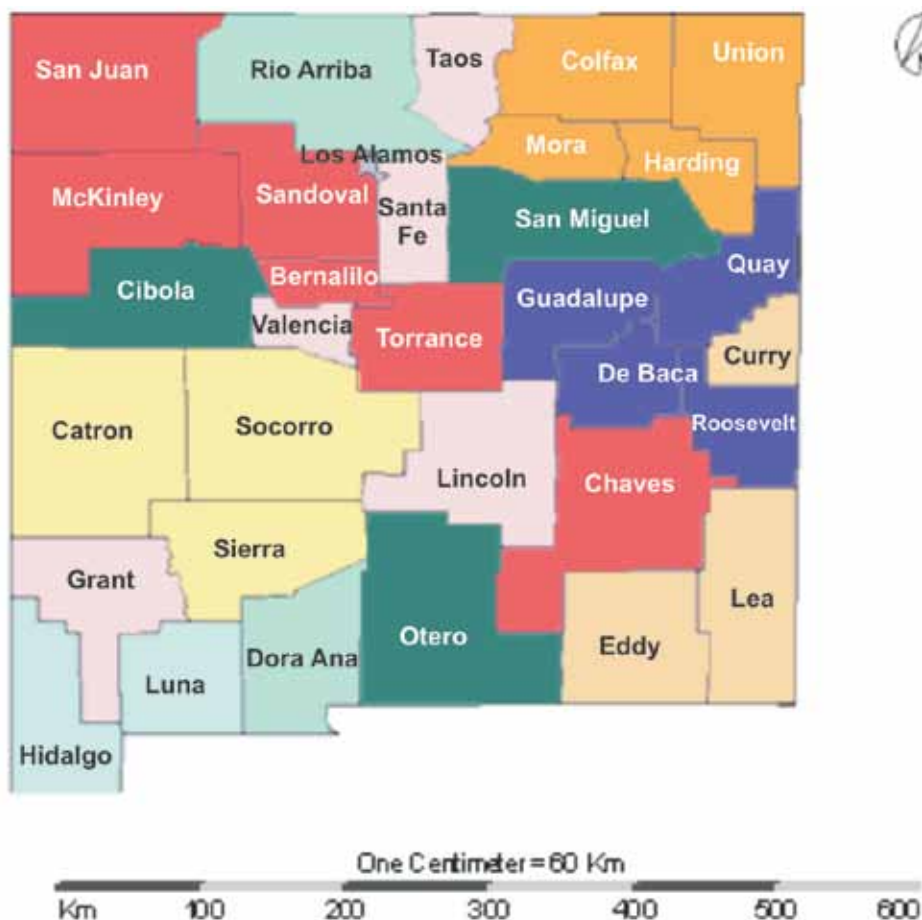 San Juan
Rio Arriba
Taos
Colfax
Union
Los Alamos
Mora
Harding
McKinley
Sandoval
Santa
Fe
San Miguel
Cibola
Bernalilo
Guadalupe
Quay
Valencia
Torrance
Curry
De Baca
Catron
Socorro
Roosevelt
Lincoln
Chaves
Sierra
Grant
Lea
Otero
Eddy
Dora Ana
Luna
Hidalgo
One Centimeter = 60 Km
Km 100 200 300 400 500 600